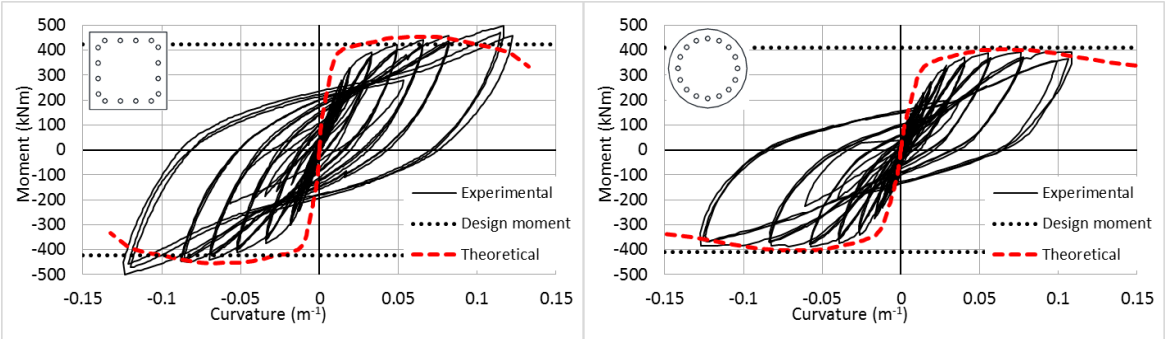 500
400
300
200
100
0
-100
-200
-300
-400
-500
Moment (kNm)
-0.15 -0.1 -0.05 0 0.05 0.1 0.15
Curvature (m-1)
Experimental
Design moment
Theoretical
500
400
300
200
100
0
-100
-200
-300
-400
-500
Moment (kNm)
-0.15 -0.1 -0.05 0 0.05 0.1 0.15
Curvature (m-1)
Experimental
Design moment
Theoretical